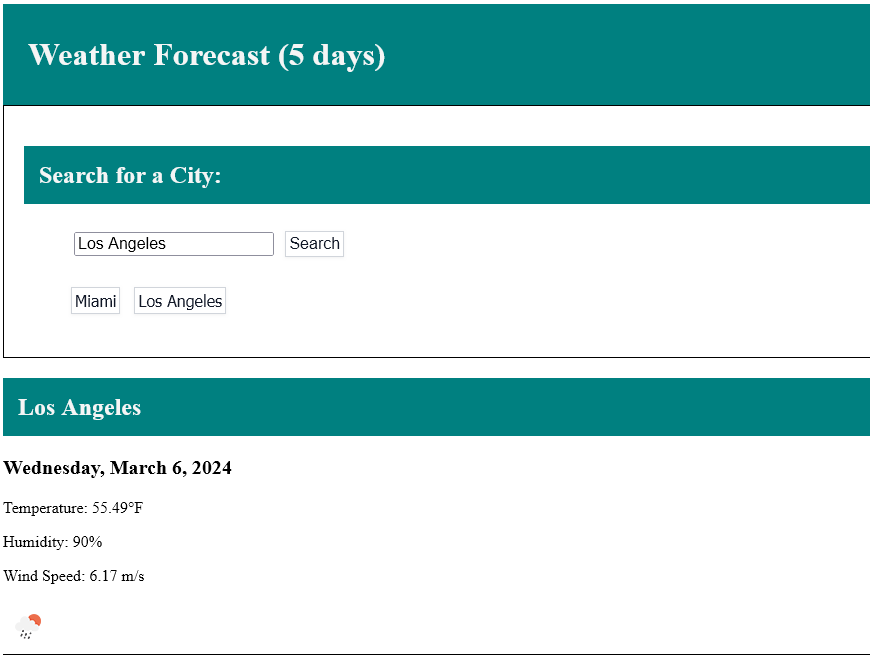 Weather Forecast (5 days)
Search for a City:
Los Angeles Search
Miami Los Angeles
Los Angeles
Wednesday, March 6, 2024
Temperature: 55.49°F
Humidity: 90%
Wind Speed: 6.17 m/s